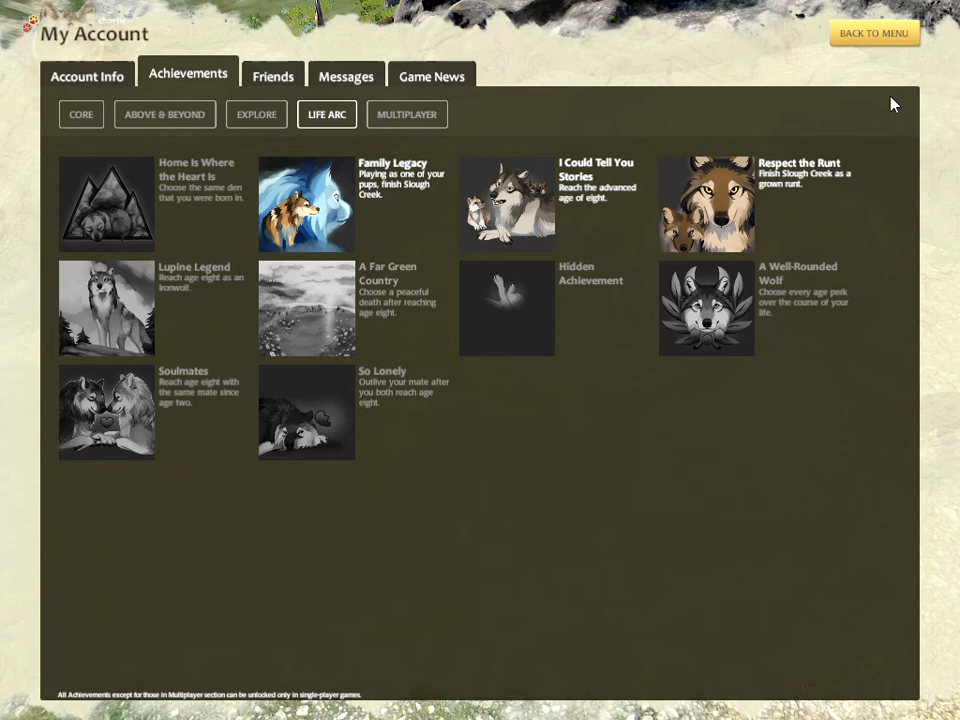 charlie
My Account
BACK TO MENU
Account Info
Achievements
Friends
Messages
Game News
CORE
ABOVE & BEYOND
EXPLORE
LIFE ARC
MULTIPLAYER
Home Is Where
the Heart Is
Choose the same den
that you were born in.
Family Legacy
Playing as one of your
pups, finish Slough
Creek.
I Could Tell You
Stories
Reach the advanced
age of eight.
Respect the Runt
Finish Slough Creek as a
grown runt.
Lupine Legend
Reach age eight as an
Ironwolf.
A Far Green
Country
Choose a peaceful
death after reaching
age eight.
Hidden
Achievement
A Well-Rounded
Wolf
Choose every age perk
over the course of your
life.
Soulmates
Reach age eight with
the same mate since
age two.
So Lonely
Outlive your mate after
you both reach age
eight.
All Achievements except for those in Multiplayer section can be unlocked only in single-player games.